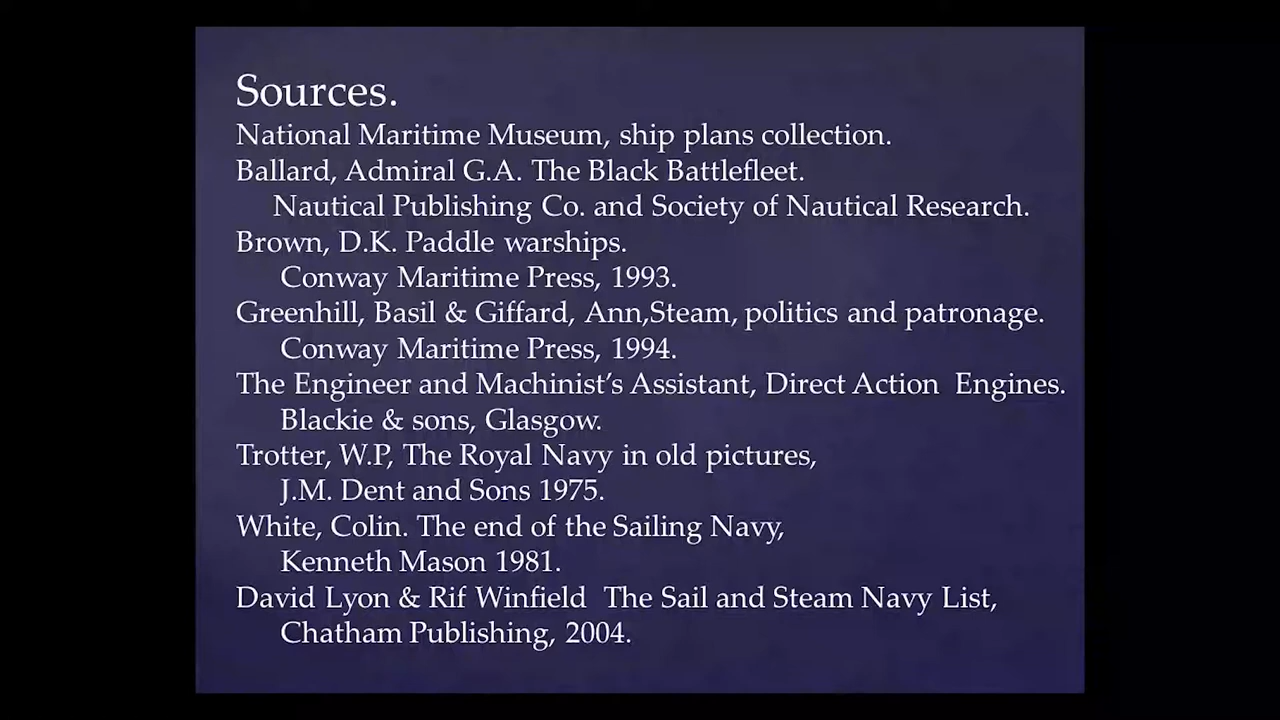 Sources.
National Maritime Museum, ship plans collection.
Ballard, Admiral G.A. The Black Battlefleet.
Nautical Publishing Co. and Society of Nautical Research.
Brown, D.K. Paddle warships.
Conway Maritime Press, 1993.
Greenhill, Basil & Giffard, Ann,Steam, politics and patronage.
Conway Maritime Press, 1994.
The Engineer and Machinist’s Assistant, Direct Action  Engines.
Blackie & sons, Glasgow.
Trotter, W.P, The Royal Navy in old pictures,
J.M. Dent and Sons 1975.
White, Colin. The end of the Sailing Navy,
Kenneth Mason 1981.
David Lyon & Rif Winfield  The Sail and Steam Navy List,
Chatham Publishing, 2004.